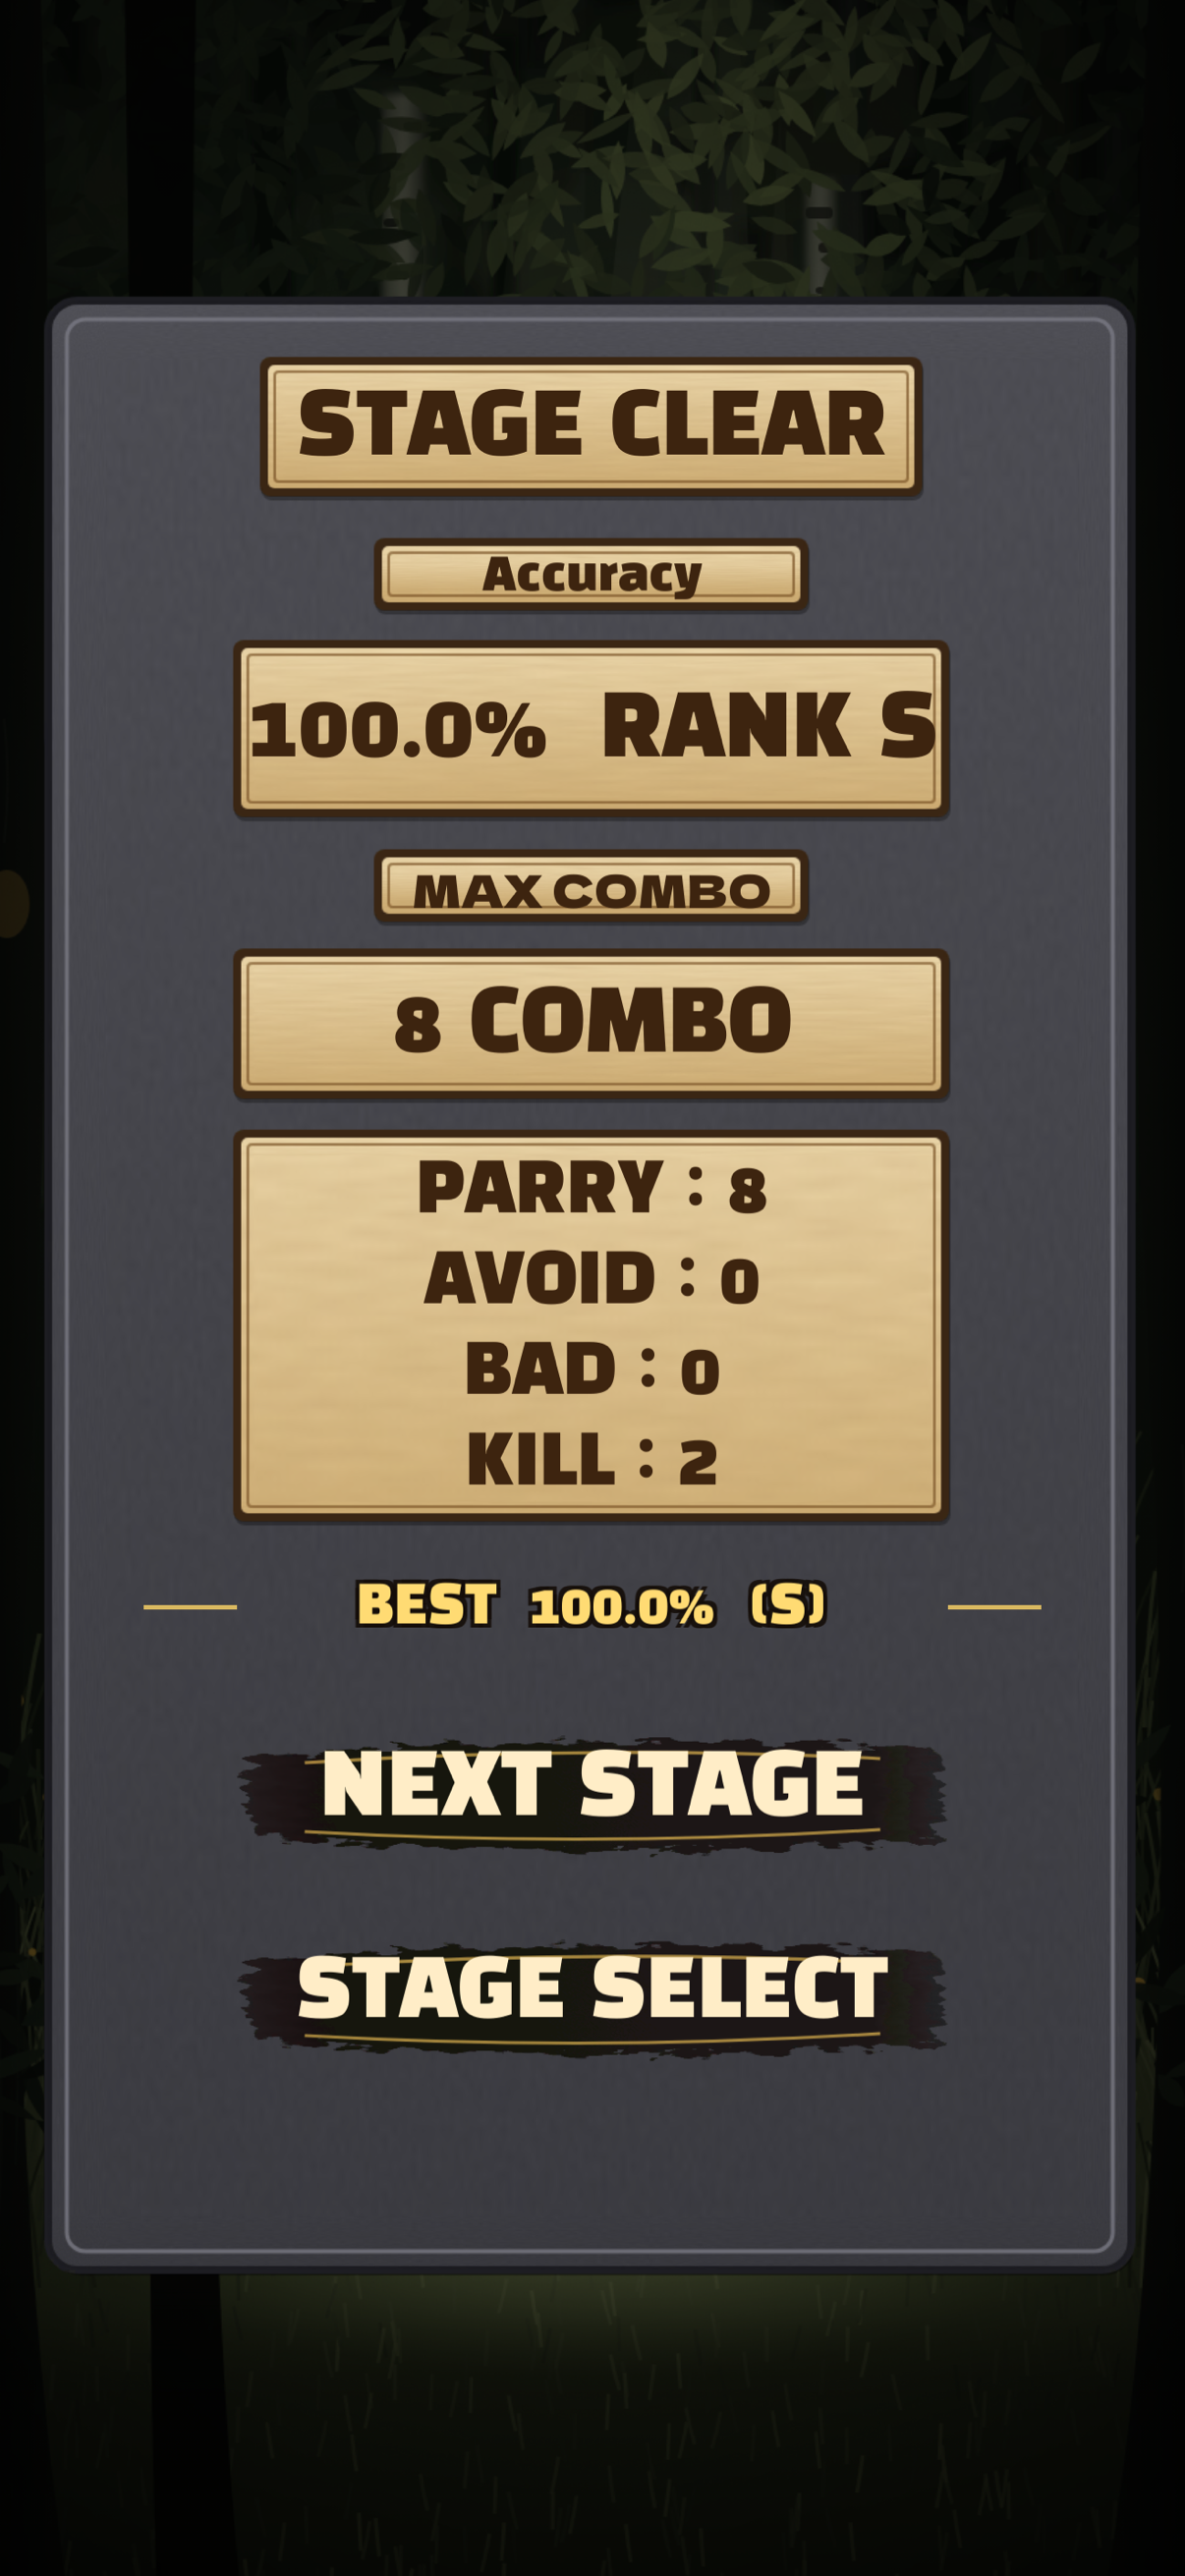 STAGE CLEAR
Accuracy
100.0% RANK S
MAX COMBO
8 COMBO
PARRY : 8
AVOID : 0
BAD : 0
KILL : 2
BEST 100.0% (S)
NEXT STAGE
STAGE SELECT